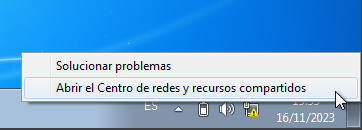 Solucionar problemas
Abrir el Centro de redes y recursos compartidos
ES
16/11/2023